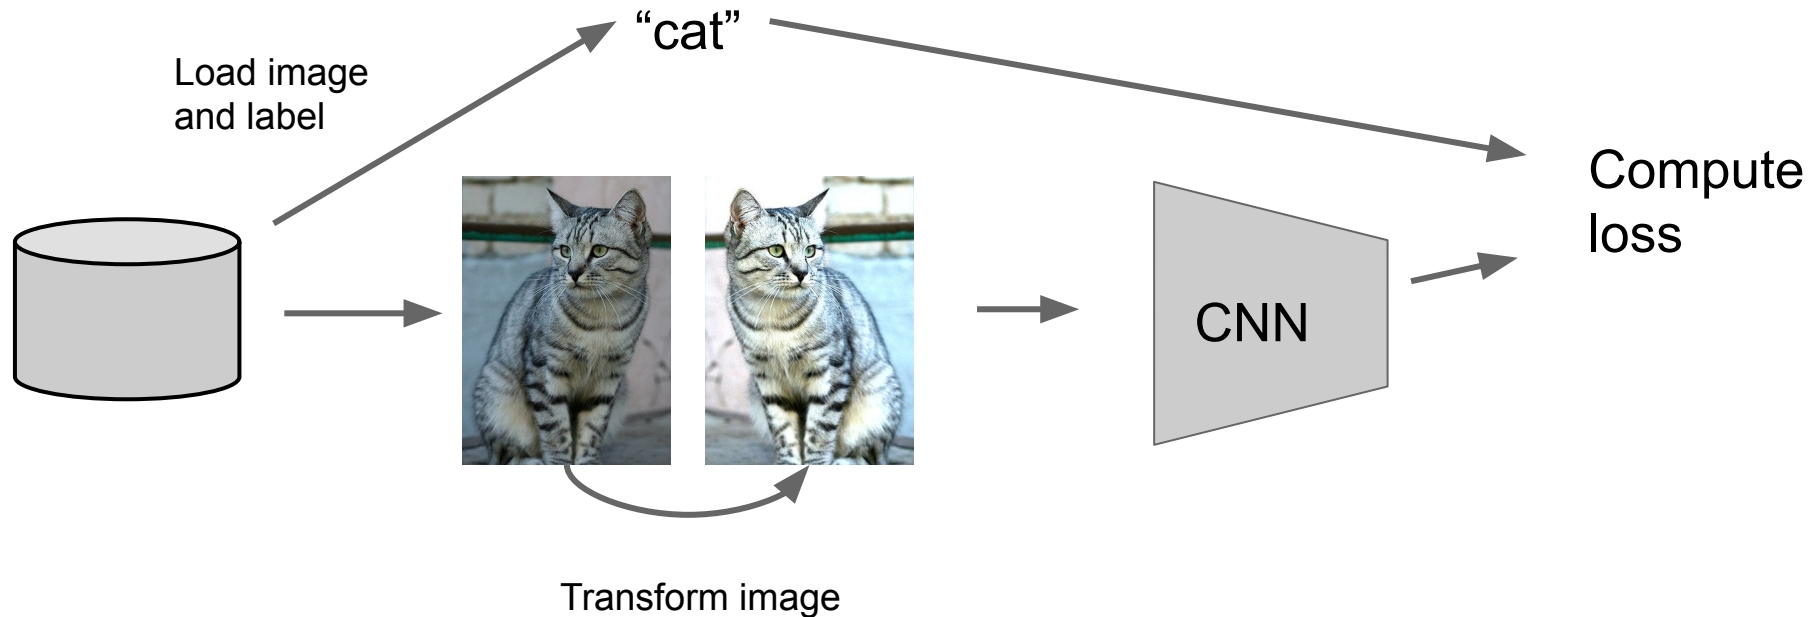 “cat”
Load image
and label
Compute
loss
CNN
Transform image